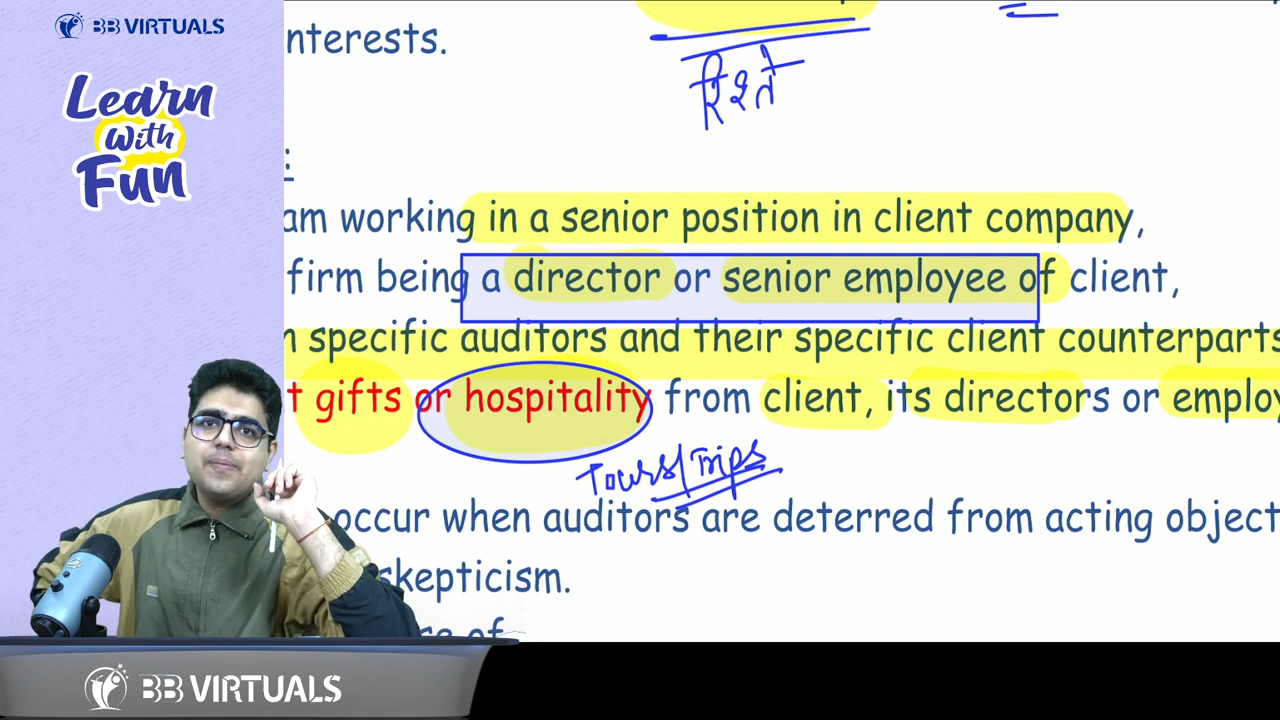 BB VIRTUALS
Learn
with
Fun
nterests.
रिश्ते
:
am working in a senior position in client company,
firm being a director or senior employee of client,
n specific auditors and their specific client counterparts
t gifts or hospitality from client, its directors or employ
Tours/Trips
occur when auditors are deterred from acting object
skepticism.
BB VIRTUALS